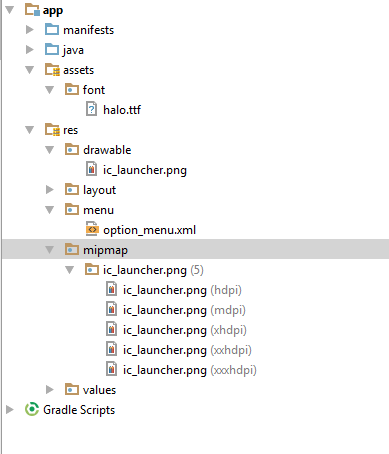 app
manifests
java
assets
font
halo.ttf
res
drawable
ic_launcher.png
layout
menu
option_menu.xml
mipmap
ic_launcher.png (5)
ic_launcher.png (hdpi)
ic_launcher.png (mdpi)
ic_launcher.png (xhdpi)
ic_launcher.png (xxhdpi)
ic_launcher.png (xxxhdpi)
values
Gradle Scripts